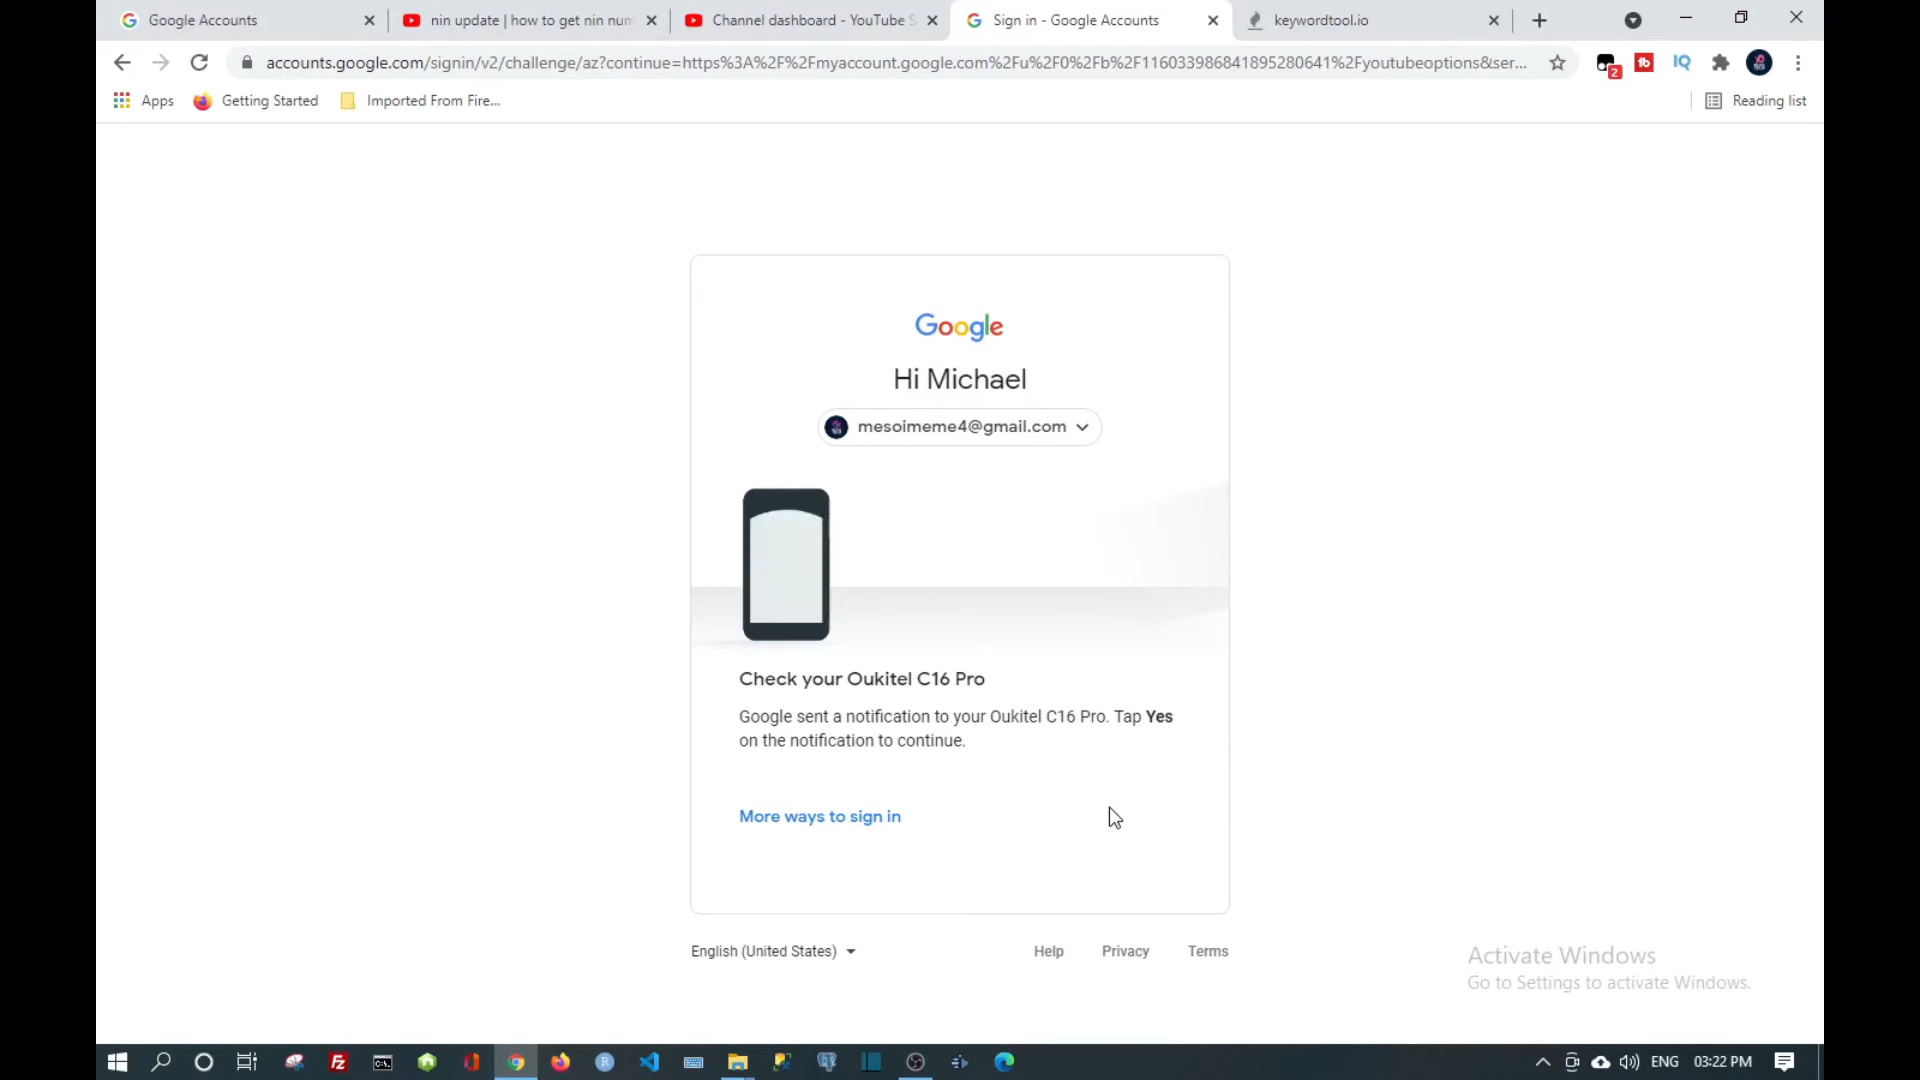 Google Accounts
nin update | how to get nin num
Channel dashboard - YouTube S
Sign in - Google Accounts
keywordtool.io
accounts.google.com/signin/v2/challenge/az?continue=https%3A%2F%2Fmyaccount.google.com%2Fu%2F0%2Fb%2F116033986841895280641%2Fyoutubeoptions&ser...
2
IQ
Apps
Getting Started
Imported From Fire...
Reading list
Google
Hi Michael
mesoimeme4@gmail.com
Check your Oukitel C16 Pro
Google sent a notification to your Oukitel C16 Pro. Tap Yes
on the notification to continue.
More ways to sign in
English (United States)
Help
Privacy
Terms
Activate Windows
Go to Settings to activate Windows.
Fz
R
ENG
03:22 PM